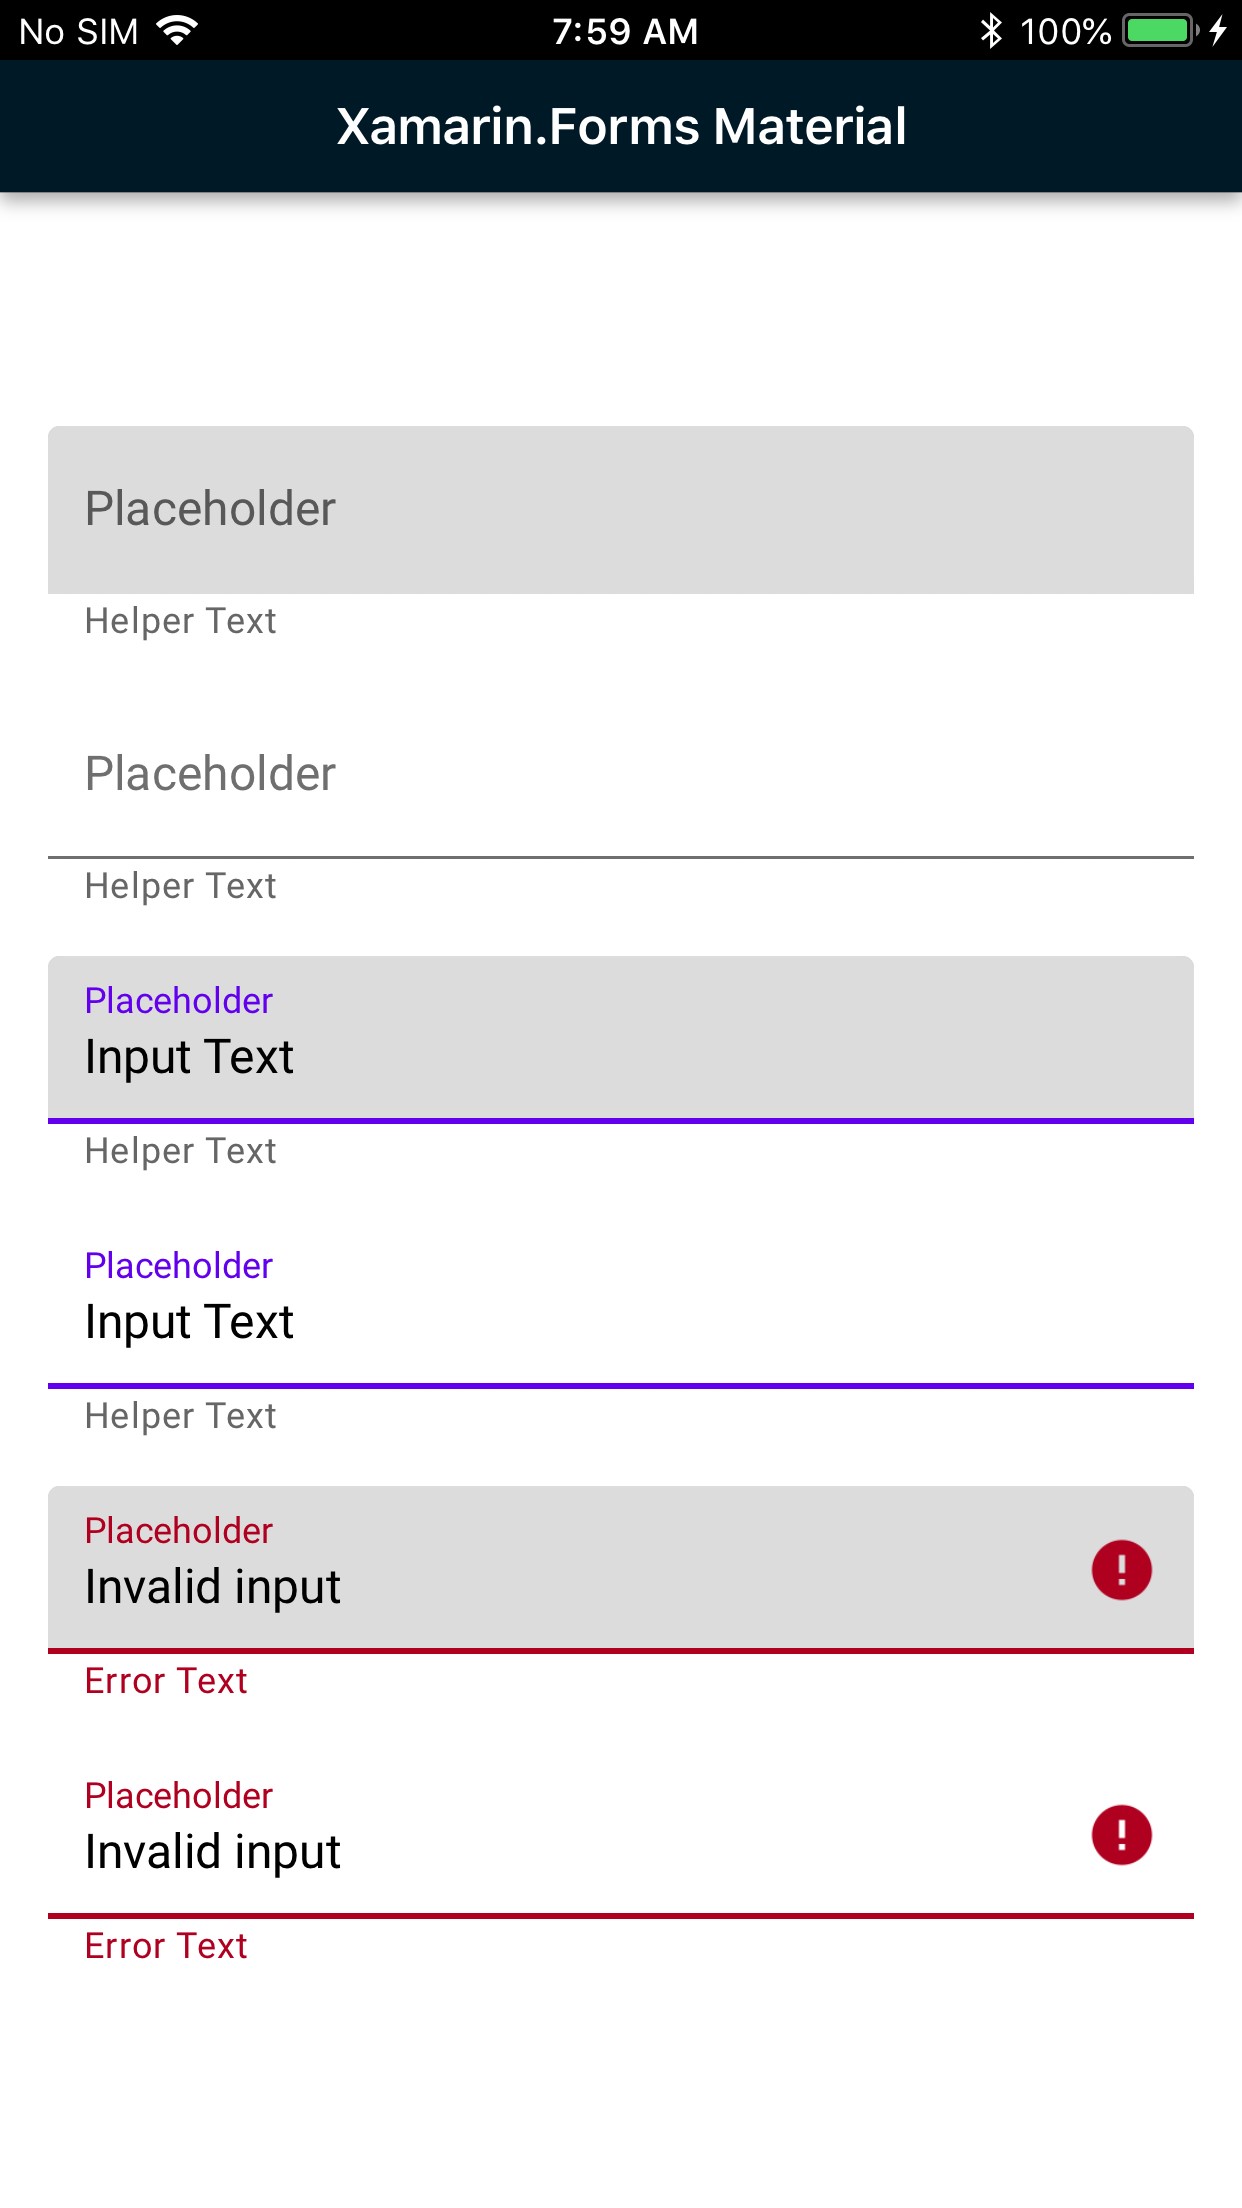 No SIM 7:59 AM 100%
Xamarin.Forms Material
Placeholder
Helper Text
Placeholder
Helper Text
Placeholder
Input Text
Helper Text
Placeholder
Input Text
Helper Text
Placeholder
Invalid input
Error Text
Placeholder
Invalid input
Error Text